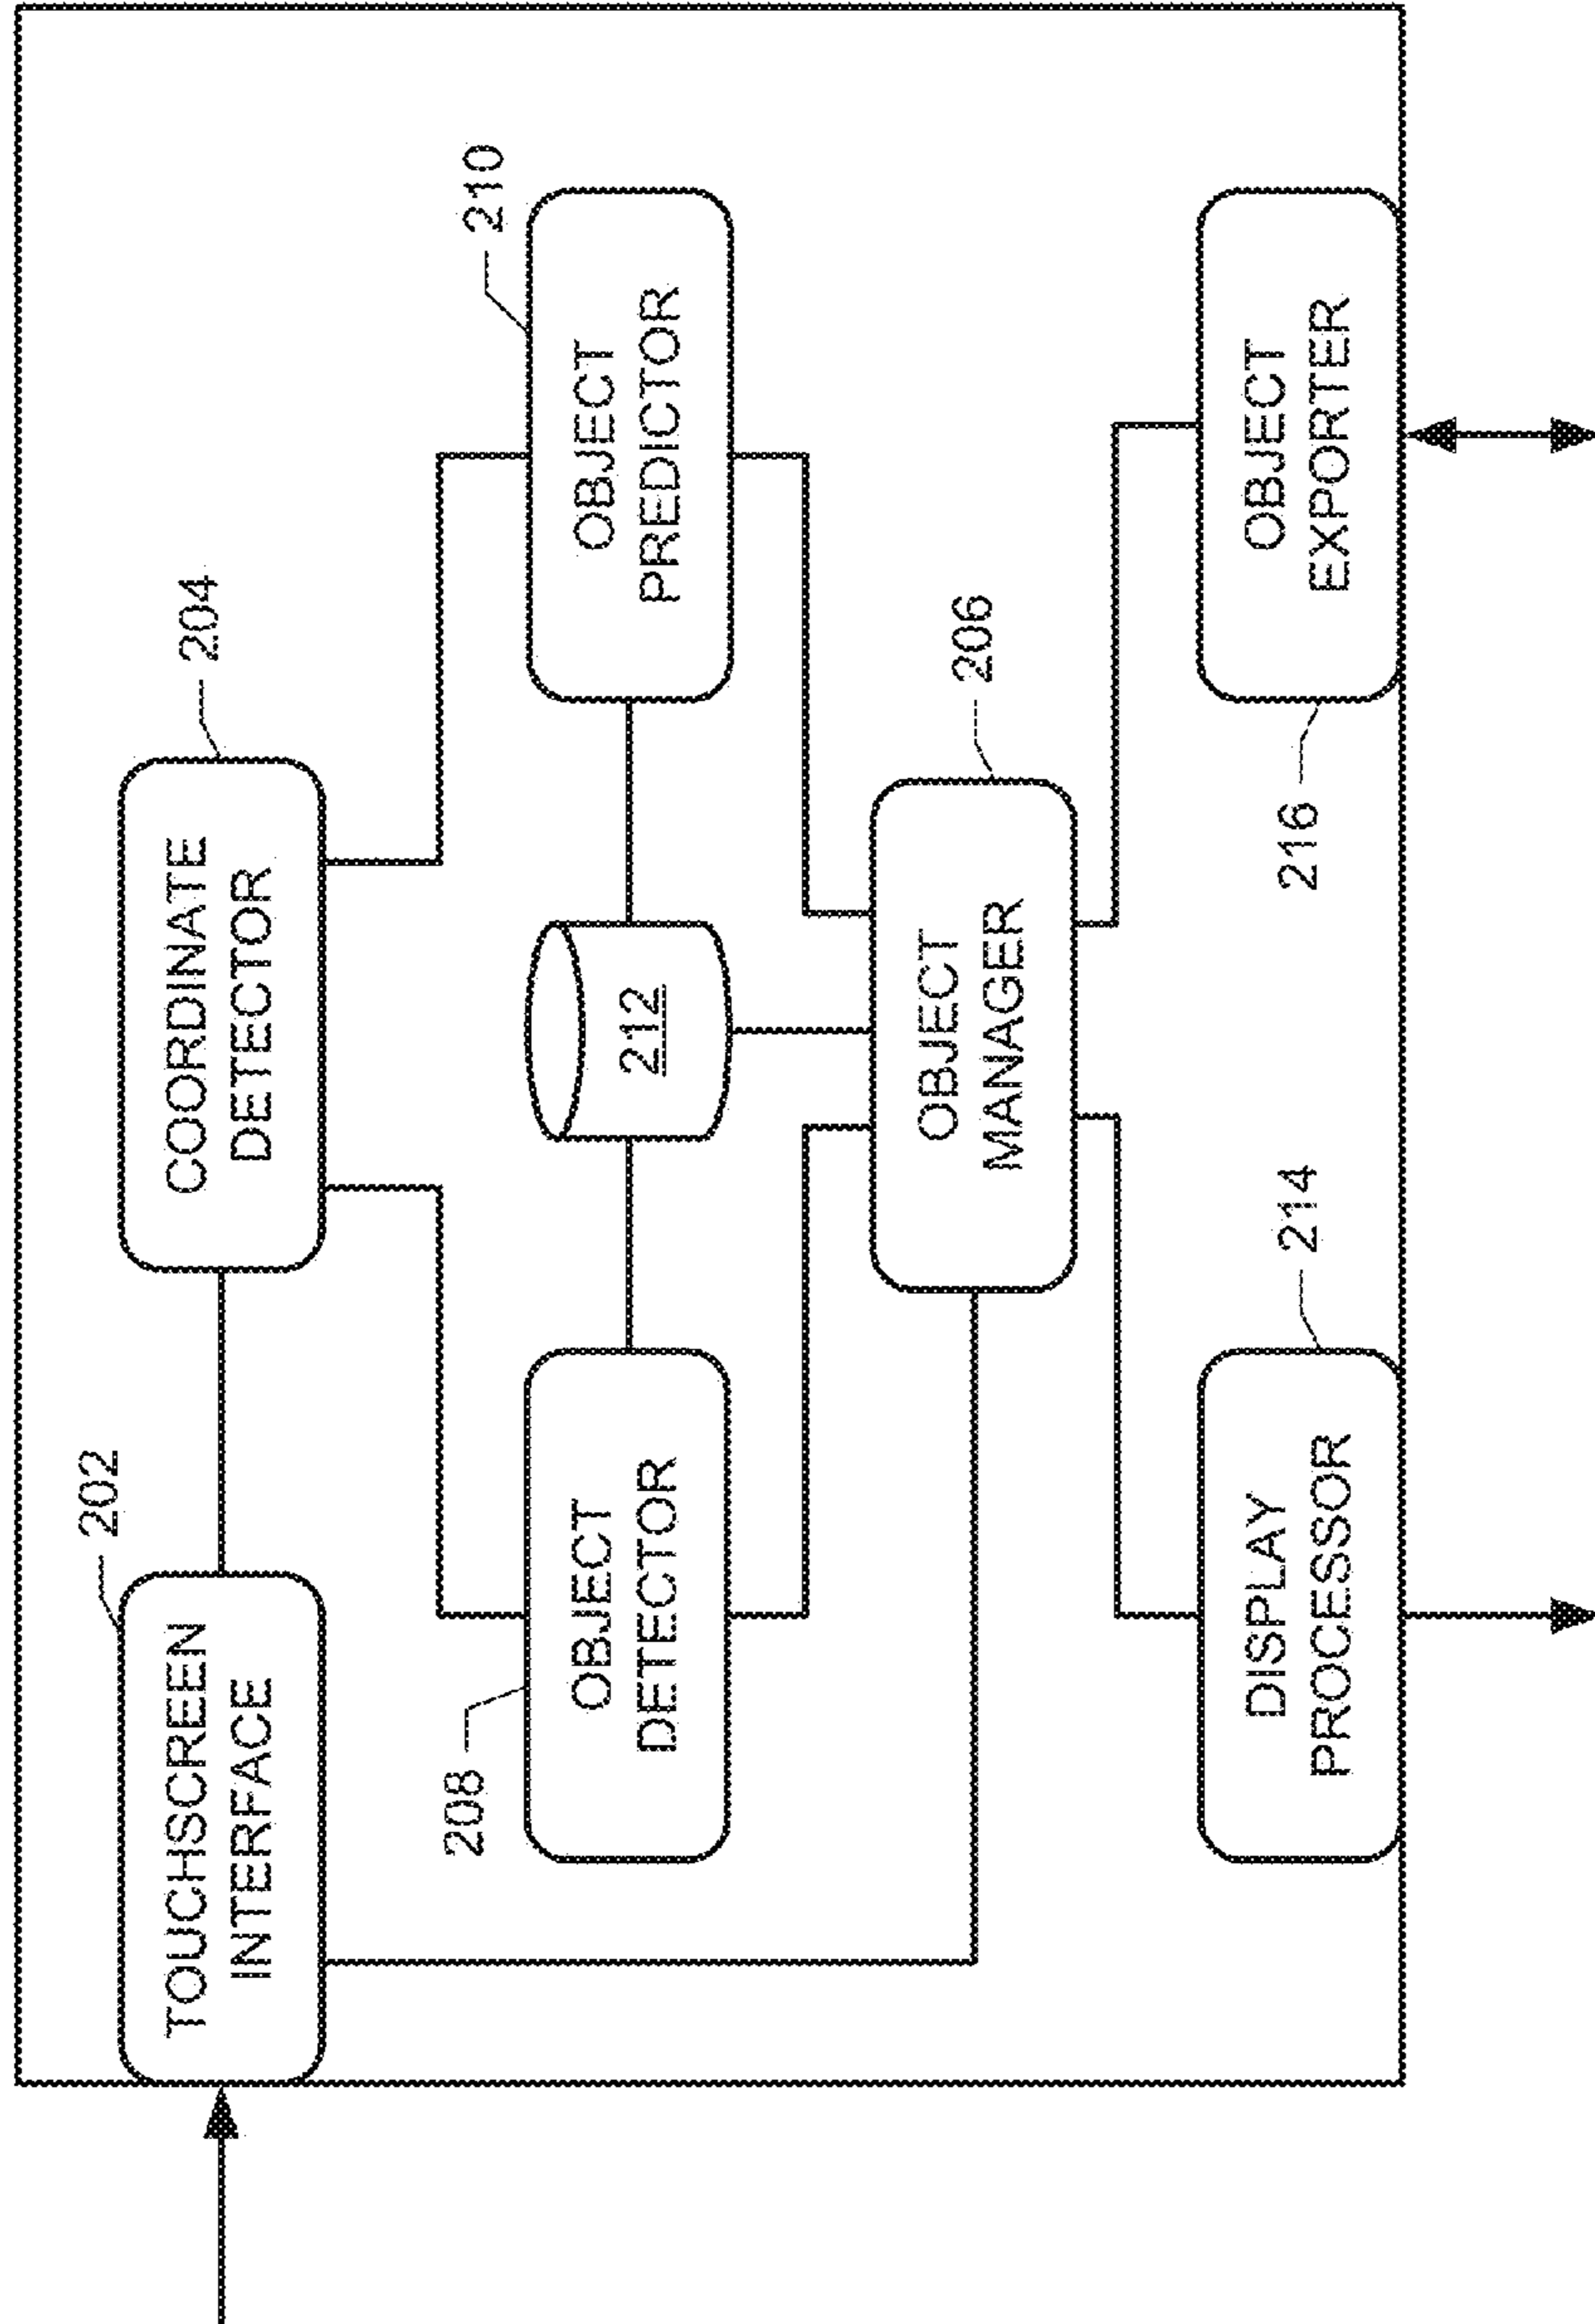 202
TOUCHSCREEN
INTERFACE
204
COORDINATE
DETECTOR
208
OBJECT
DETECTOR
212
210
OBJECT
PREDICTOR
206
OBJECT
MANAGER
214
DISPLAY
PROCESSOR
216
OBJECT
EXPORTER